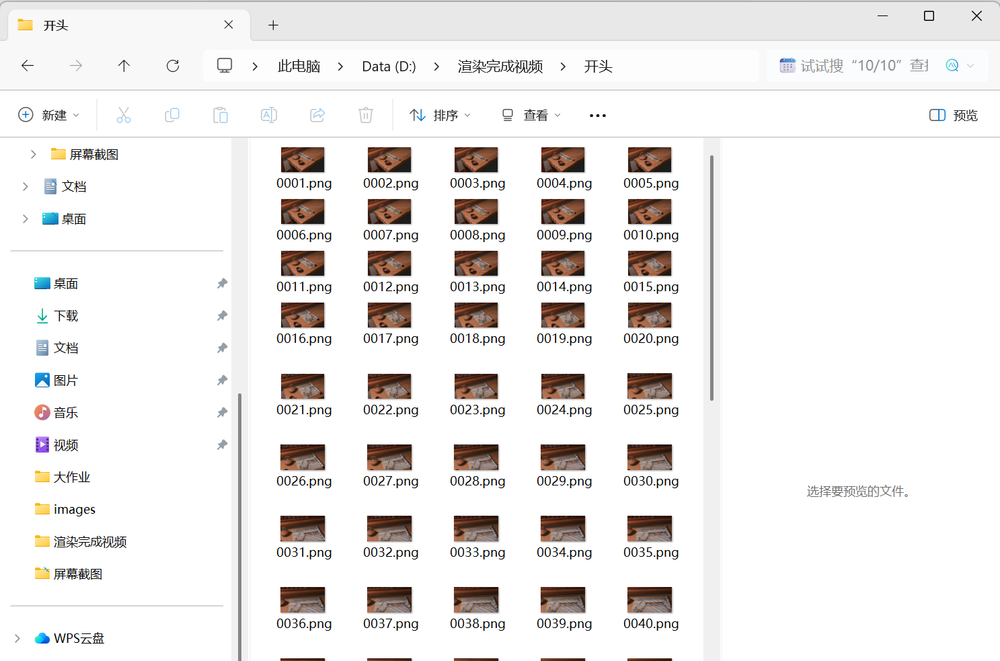 开头
此电脑 Data (D:) 渲染完成视频 开头
试试搜“10/10”查找
新建 排序 查看 预览
屏幕截图
文档
桌面
桌面
下载
文档
图片
音乐
视频
大作业
images
渲染完成视频
屏幕截图
WPS云盘
0001.png 0002.png 0003.png 0004.png 0005.png
0006.png 0007.png 0008.png 0009.png 0010.png
0011.png 0012.png 0013.png 0014.png 0015.png
0016.png 0017.png 0018.png 0019.png 0020.png
0021.png 0022.png 0023.png 0024.png 0025.png
0026.png 0027.png 0028.png 0029.png 0030.png
0031.png 0032.png 0033.png 0034.png 0035.png
0036.png 0037.png 0038.png 0039.png 0040.png
选择要预览的文件。